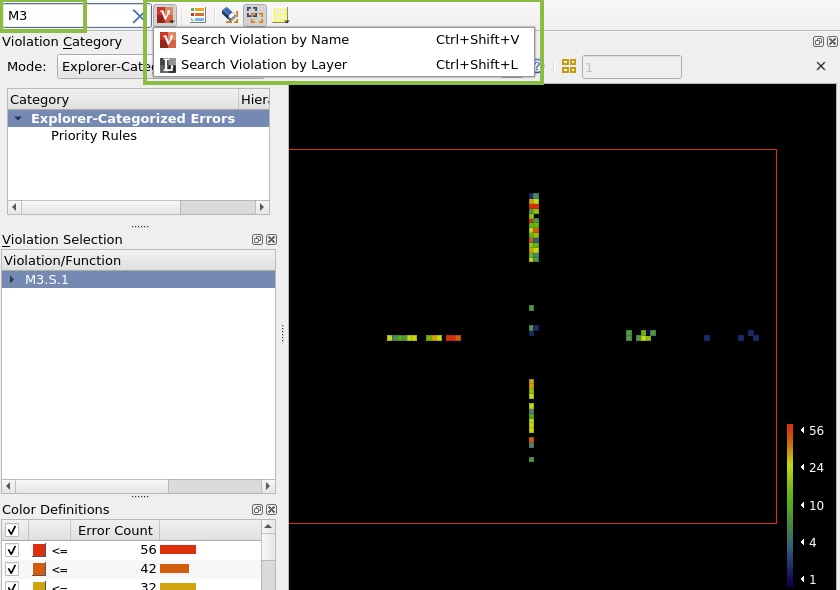 M3
Search Violation by Name Ctrl+Shift+V
Search Violation by Layer Ctrl+Shift+L
Violation Category
Mode: Explorer-Cate
1
Category Hiera
Explorer-Categorized Errors
Priority Rules
Violation Selection
Violation/Function
M3.S.1
Color Definitions
Error Count
<= 56
<= 42
<= 32
56
24
10
4
1